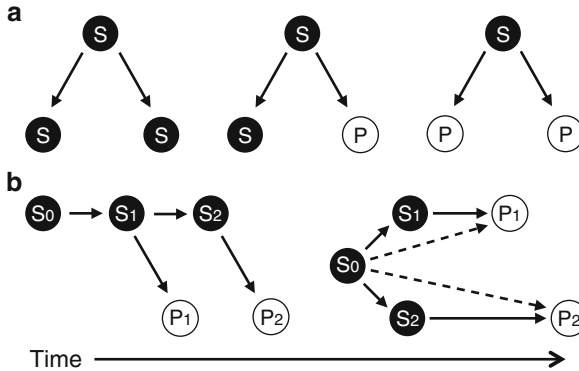 a
S S S
S S S P P P
b
S0 S1 S2 S1 P1
S0
P1 P2 S2 P2
Time